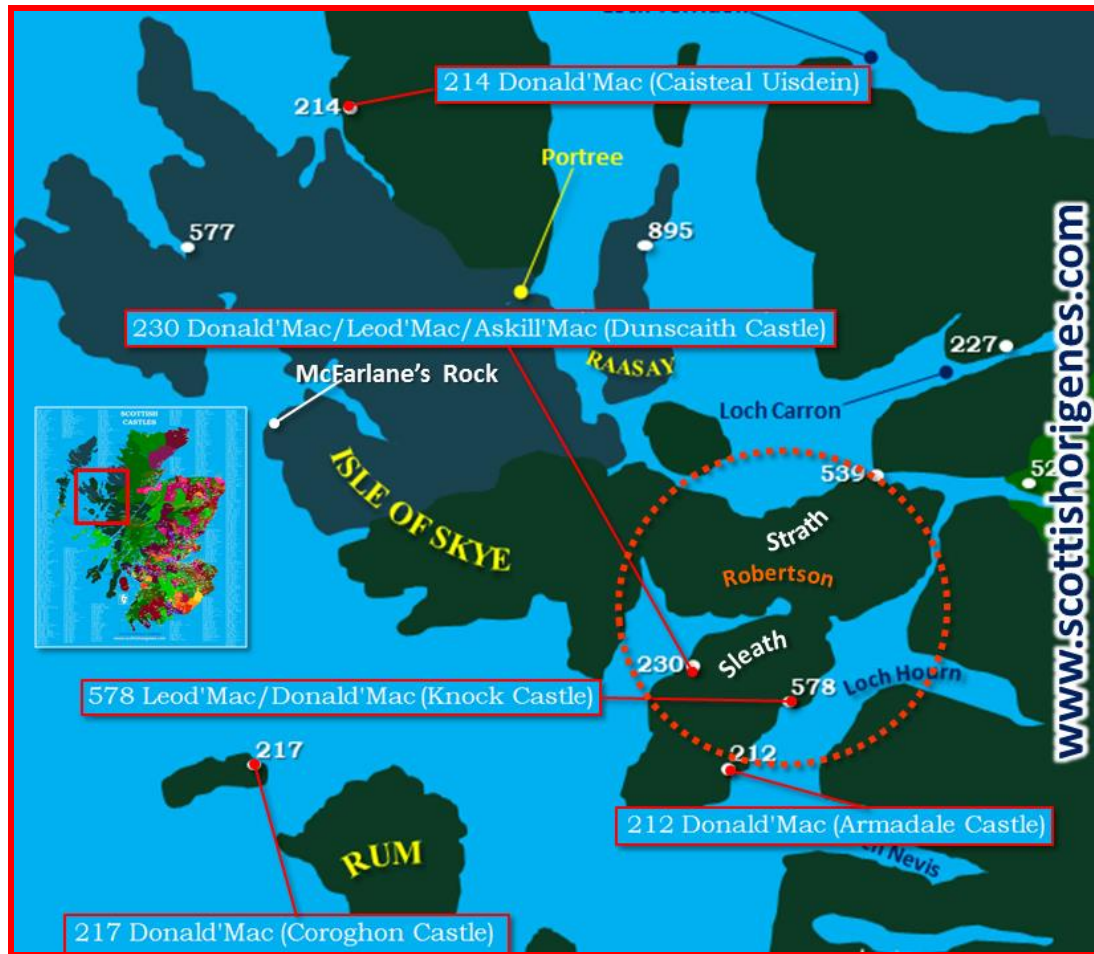 214 Donald'Mac (Caisteal Uisdein)
214
Portree
577
895
230 Donald'Mac/Leod'Mac/Askill'Mac (Dunscaith Castle)
227
RAASAY
McFarlane's Rock
Loch Carron
SCOTTISH
CASTLES
539
52
ISLE OF SKYE
Strath
Robertson
Sleath
230
578 Leod'Mac/Donald'Mac (Knock Castle)
578
Loch Hourn
217
212
212 Donald'Mac (Armadale Castle)
RUM
Nevis
217 Donald'Mac (Coroghon Castle)
www.scottishorigenes.com